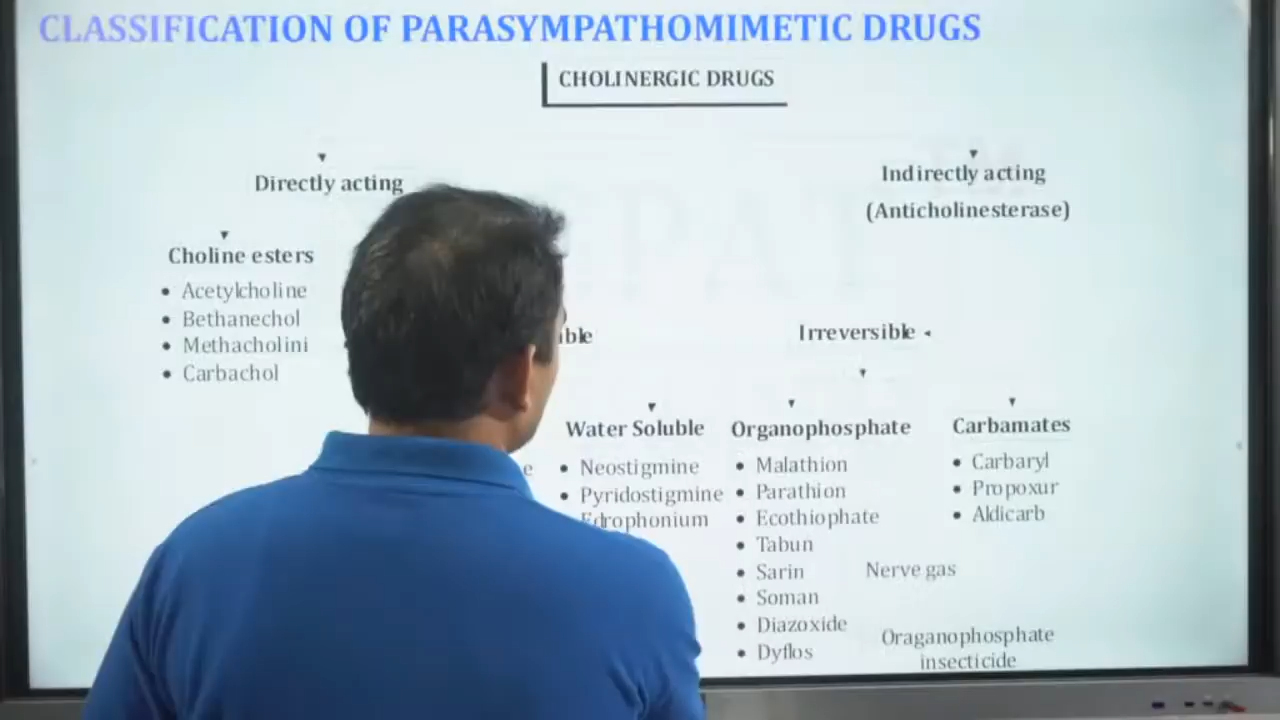 CLASSIFICATION OF PARASYMPATHOMIMETIC DRUGS
CHOLINERGIC DRUGS
Directly acting
Indirectly acting
(Anticholinesterase)
Choline esters
• Acetylcholine
• Bethanechol
• Methacholini
• Carbachol
Irreversible
Water Soluble
• Neostigmine
• Pyridostigmine
Edrophonium
Organophosphate
• Malathion
• Parathion
• Ecothiophate
• Tabun
• Sarin
• Soman
• Diazoxide
• Dyflos
Nerve gas
Oraganophosphate
insecticide
Carbamates
• Carbaryl
• Propoxur
• Aldicarb